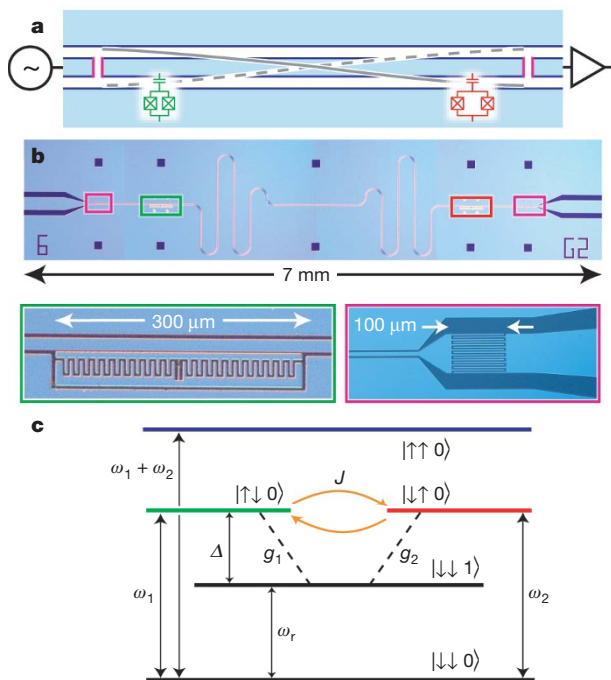 a
~
b
6
G2
7 mm
300 μm
100 μm
c
ω₁ + ω₂
|↑↑ 0⟩
|↑↓ 0⟩
J
|↓↑ 0⟩
Δ
g₁
g₂
|↓↓ 1⟩
ω₁
ωᵣ
ω₂
|↓↓ 0⟩